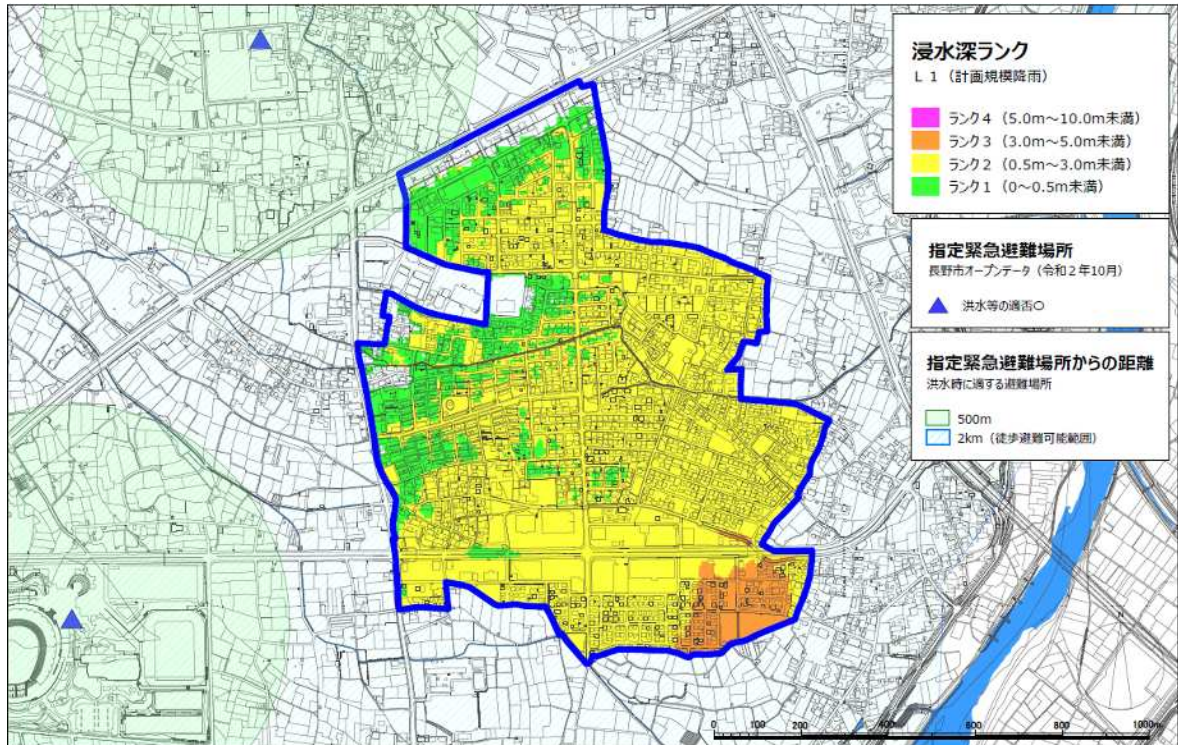 浸水深ランク
L 1（計画規模降雨）
ランク4（5.0m～10.0m未満）
ランク3（3.0m～5.0m未満）
ランク2（0.5m～3.0m未満）
ランク1（0～0.5m未満）
指定緊急避難場所
長野市オープンデータ（令和２年10月）
洪水等の適否○
指定緊急避難場所からの距離
洪水時に適する避難場所
500m
2km（徒歩避難可能範囲）
0 100 200 400 600 800 1000m